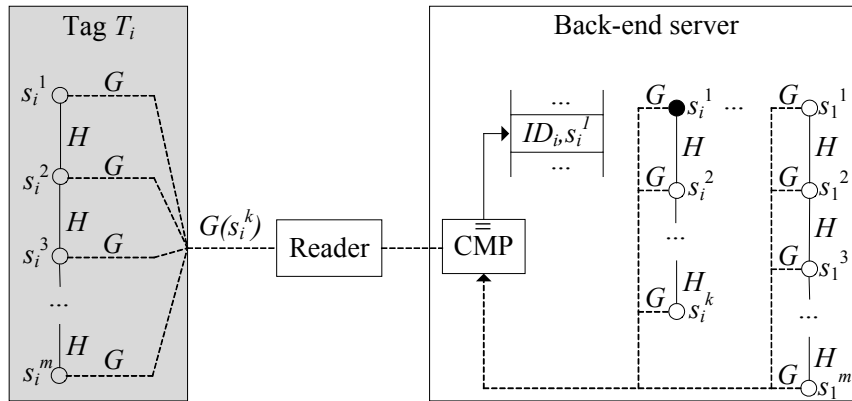 Tag T_i Back-end server
G G ... G
s_i^1 s_i^1 ... s_1^1
ID_i,s_i^1
H H H
G ... G G
s_i^2 s_i^2 s_1^2
G(s_i^k) = 
H Reader CMP ... H
G G
s_i^3 s_1^3
... G H ...
s_i^k
H G H
s_i^m G s_1^m